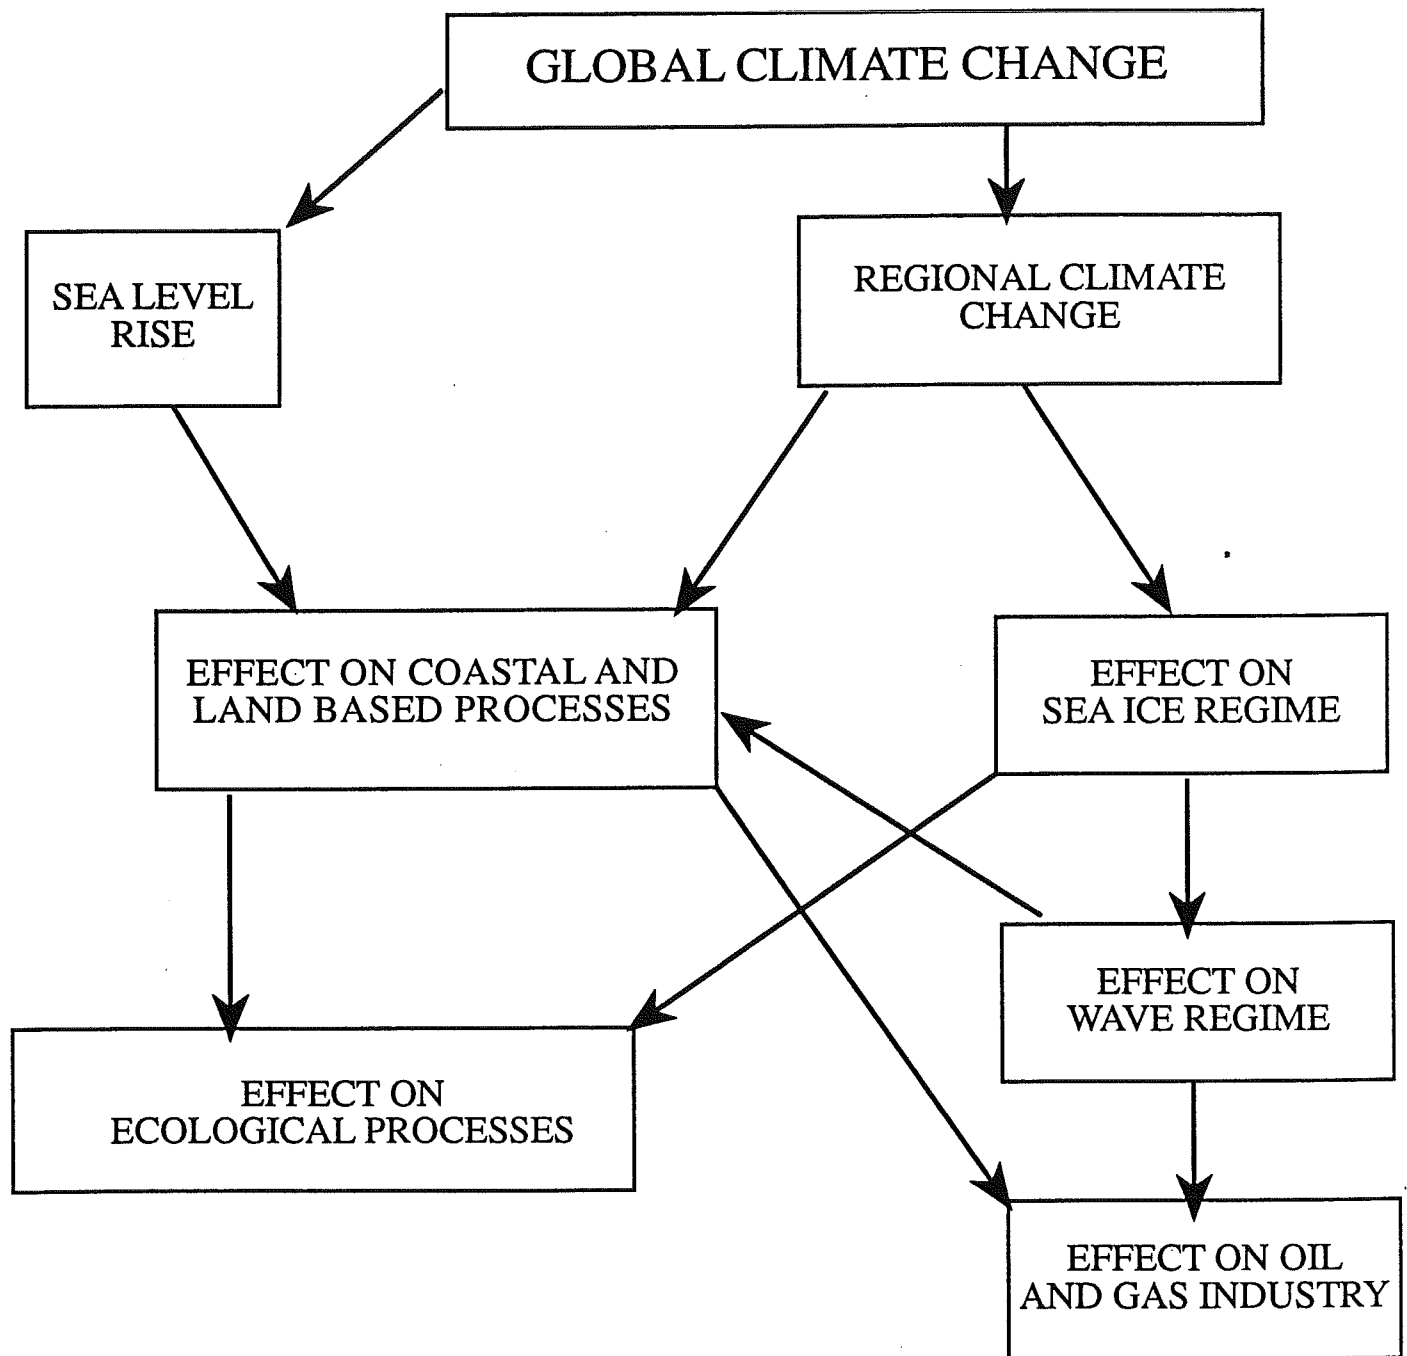 GLOBAL CLIMATE CHANGE
SEA LEVEL
RISE
REGIONAL CLIMATE
CHANGE
EFFECT ON COASTAL AND
LAND BASED PROCESSES
EFFECT ON
SEA ICE REGIME
EFFECT ON
WAVE REGIME
EFFECT ON
ECOLOGICAL PROCESSES
EFFECT ON OIL
AND GAS INDUSTRY